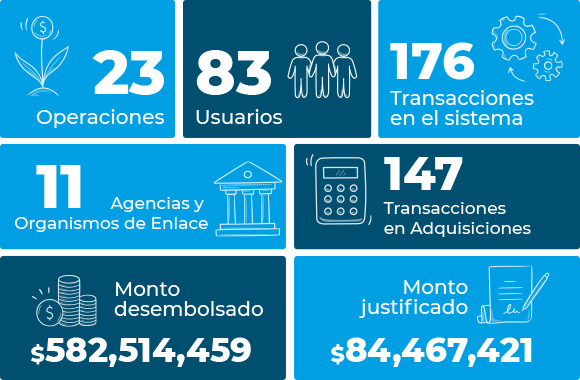 23
Operaciones
83
Usuarios
176
Transacciones
en el sistema
11
Agencias y
Organismos de Enlace
147
Transacciones
en Adquisiciones
Monto
desembolsado
$582,514,459
Monto
justificado
$84,467,421